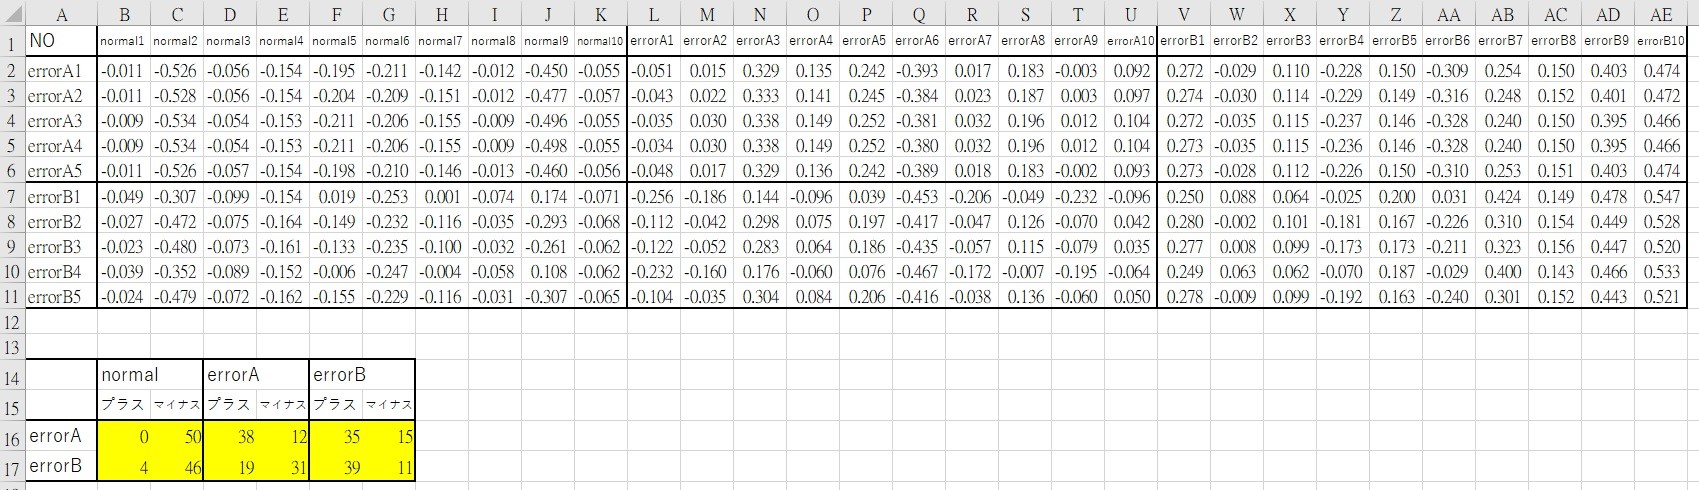 A B C D E F G H I J K L M N O P Q R S T U V W X Y Z AA AB AC AD AE
1 NO normal1 normal2 normal3 normal4 normal5 normal6 normal7 normal8 normal9 normal10 errorA1 errorA2 errorA3 errorA4 errorA5 errorA6 errorA7 errorA8 errorA9 errorA10 errorB1 errorB2 errorB3 errorB4 errorB5 errorB6 errorB7 errorB8 errorB9 errorB10
2 errorA1 -0.011 -0.526 -0.056 -0.154 -0.195 -0.211 -0.142 -0.012 -0.450 -0.055 -0.051 0.015 0.329 0.135 0.242 -0.393 0.017 0.183 -0.003 0.092 0.272 -0.029 0.110 -0.228 0.150 -0.309 0.254 0.150 0.403 0.474
3 errorA2 -0.011 -0.528 -0.056 -0.154 -0.204 -0.209 -0.151 -0.012 -0.477 -0.057 -0.043 0.022 0.333 0.141 0.245 -0.384 0.023 0.187 0.003 0.097 0.274 -0.030 0.114 -0.229 0.149 -0.316 0.248 0.152 0.401 0.472
4 errorA3 -0.009 -0.534 -0.054 -0.153 -0.211 -0.206 -0.155 -0.009 -0.496 -0.055 -0.035 0.030 0.338 0.149 0.252 -0.381 0.032 0.196 0.012 0.104 0.272 -0.035 0.115 -0.237 0.146 -0.328 0.240 0.150 0.395 0.466
5 errorA4 -0.009 -0.534 -0.054 -0.153 -0.211 -0.206 -0.155 -0.009 -0.498 -0.055 -0.034 0.030 0.338 0.149 0.252 -0.380 0.032 0.196 0.012 0.104 0.273 -0.035 0.115 -0.236 0.146 -0.328 0.240 0.150 0.395 0.466
6 errorA5 -0.011 -0.526 -0.057 -0.154 -0.198 -0.210 -0.146 -0.013 -0.460 -0.056 -0.048 0.017 0.329 0.136 0.242 -0.389 0.018 0.183 -0.002 0.093 0.273 -0.028 0.112 -0.226 0.150 -0.310 0.253 0.151 0.403 0.474
7 errorB1 -0.049 -0.307 -0.099 -0.154 0.019 -0.253 0.001 -0.074 0.174 -0.071 -0.256 -0.186 0.144 -0.096 0.039 -0.453 -0.206 -0.049 -0.232 -0.096 0.250 0.088 0.064 -0.025 0.200 0.031 0.424 0.149 0.478 0.547
8 errorB2 -0.027 -0.472 -0.075 -0.164 -0.149 -0.232 -0.116 -0.035 -0.293 -0.068 -0.112 -0.042 0.298 0.075 0.197 -0.417 -0.047 0.126 -0.070 0.042 0.280 -0.002 0.101 -0.181 0.167 -0.226 0.310 0.154 0.449 0.528
9 errorB3 -0.023 -0.480 -0.073 -0.161 -0.133 -0.235 -0.100 -0.032 -0.261 -0.062 -0.122 -0.052 0.283 0.064 0.186 -0.435 -0.057 0.115 -0.079 0.035 0.277 0.008 0.099 -0.173 0.173 -0.211 0.323 0.156 0.447 0.520
10 errorB4 -0.039 -0.352 -0.089 -0.152 -0.006 -0.247 -0.004 -0.058 0.108 -0.062 -0.232 -0.160 0.176 -0.060 0.076 -0.467 -0.172 -0.007 -0.195 -0.064 0.249 0.063 0.062 -0.070 0.187 -0.029 0.400 0.143 0.466 0.533
11 errorB5 -0.024 -0.479 -0.072 -0.162 -0.155 -0.229 -0.116 -0.031 -0.307 -0.065 -0.104 -0.035 0.304 0.084 0.206 -0.416 -0.038 0.136 -0.060 0.050 0.278 -0.009 0.099 -0.192 0.163 -0.240 0.301 0.152 0.443 0.521
12
13
14 normal errorA errorB
15 プラス マイナス プラス マイナス プラス マイナス
16 errorA 0 50 38 12 35 15
17 errorB 4 46 19 31 39 11